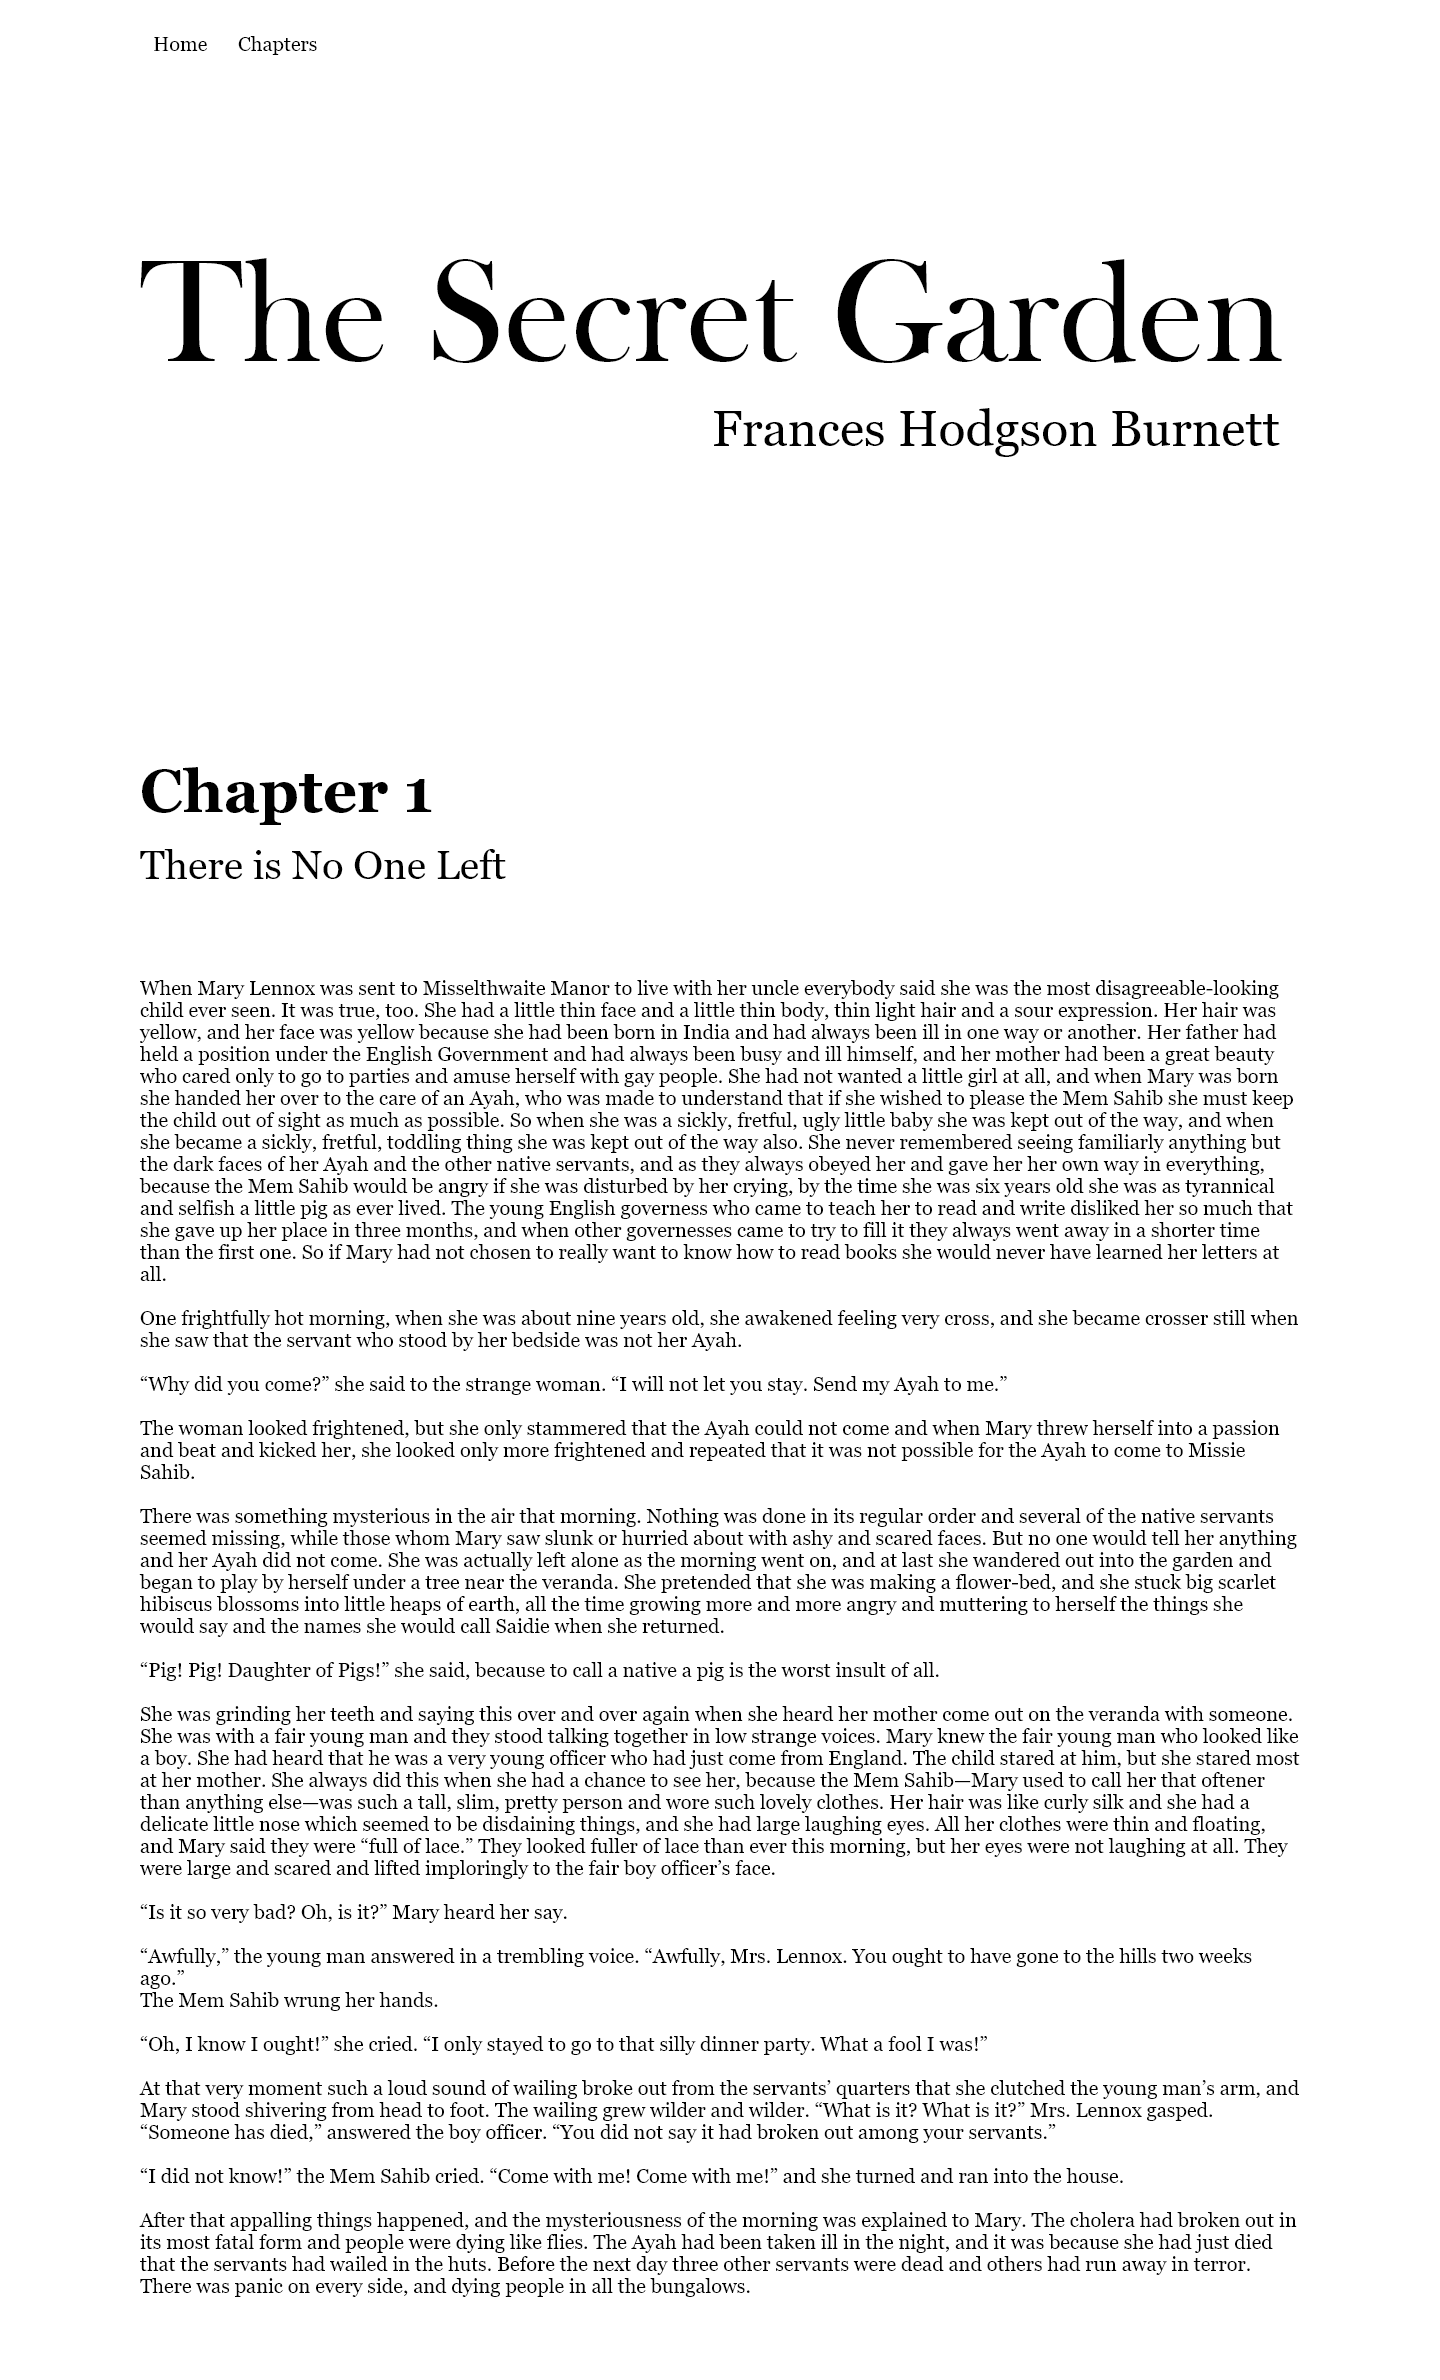 Home Chapters
The Secret Garden
Frances Hodgson Burnett
Chapter 1
There is No One Left
When Mary Lennox was sent to Misselthwaite Manor to live with her uncle everybody said she was the most disagreeable-looking
child ever seen. It was true, too. She had a little thin face and a little thin body, thin light hair and a sour expression. Her hair was
yellow, and her face was yellow because she had been born in India and had always been ill in one way or another. Her father had
held a position under the English Government and had always been busy and ill himself, and her mother had been a great beauty
who cared only to go to parties and amuse herself with gay people. She had not wanted a little girl at all, and when Mary was born
she handed her over to the care of an Ayah, who was made to understand that if she wished to please the Mem Sahib she must keep
the child out of sight as much as possible. So when she was a sickly, fretful, ugly little baby she was kept out of the way, and when
she became a sickly, fretful, toddling thing she was kept out of the way also. She never remembered seeing familiarly anything but
the dark faces of her Ayah and the other native servants, and as they always obeyed her and gave her her own way in everything,
because the Mem Sahib would be angry if she was disturbed by her crying, by the time she was six years old she was as tyrannical
and selfish a little pig as ever lived. The young English governess who came to teach her to read and write disliked her so much that
she gave up her place in three months, and when other governesses came to try to fill it they always went away in a shorter time
than the first one. So if Mary had not chosen to really want to know how to read books she would never have learned her letters at
all.
One frightfully hot morning, when she was about nine years old, she awakened feeling very cross, and she became crosser still when
she saw that the servant who stood by her bedside was not her Ayah.
“Why did you come?” she said to the strange woman. “I will not let you stay. Send my Ayah to me.”
The woman looked frightened, but she only stammered that the Ayah could not come and when Mary threw herself into a passion
and beat and kicked her, she looked only more frightened and repeated that it was not possible for the Ayah to come to Missie
Sahib.
There was something mysterious in the air that morning. Nothing was done in its regular order and several of the native servants
seemed missing, while those whom Mary saw slunk or hurried about with ashy and scared faces. But no one would tell her anything
and her Ayah did not come. She was actually left alone as the morning went on, and at last she wandered out into the garden and
began to play by herself under a tree near the veranda. She pretended that she was making a flower-bed, and she stuck big scarlet
hibiscus blossoms into little heaps of earth, all the time growing more and more angry and muttering to herself the things she
would say and the names she would call Saidie when she returned.
“Pig! Pig! Daughter of Pigs!” she said, because to call a native a pig is the worst insult of all.
She was grinding her teeth and saying this over and over again when she heard her mother come out on the veranda with someone.
She was with a fair young man and they stood talking together in low strange voices. Mary knew the fair young man who looked like
a boy. She had heard that he was a very young officer who had just come from England. The child stared at him, but she stared most
at her mother. She always did this when she had a chance to see her, because the Mem Sahib—Mary used to call her that oftener
than anything else—was such a tall, slim, pretty person and wore such lovely clothes. Her hair was like curly silk and she had a
delicate little nose which seemed to be disdaining things, and she had large laughing eyes. All her clothes were thin and floating,
and Mary said they were “full of lace.” They looked fuller of lace than ever this morning, but her eyes were not laughing at all. They
were large and scared and lifted imploringly to the fair boy officer’s face.
“Is it so very bad? Oh, is it?” Mary heard her say.
“Awfully,” the young man answered in a trembling voice. “Awfully, Mrs. Lennox. You ought to have gone to the hills two weeks
ago.”
The Mem Sahib wrung her hands.
“Oh, I know I ought!” she cried. “I only stayed to go to that silly dinner party. What a fool I was!”
At that very moment such a loud sound of wailing broke out from the servants’ quarters that she clutched the young man’s arm, and
Mary stood shivering from head to foot. The wailing grew wilder and wilder. “What is it? What is it?” Mrs. Lennox gasped.
“Someone has died,” answered the boy officer. “You did not say it had broken out among your servants.”
“I did not know!” the Mem Sahib cried. “Come with me! Come with me!” and she turned and ran into the house.
After that appalling things happened, and the mysteriousness of the morning was explained to Mary. The cholera had broken out in
its most fatal form and people were dying like flies. The Ayah had been taken ill in the night, and it was because she had just died
that the servants had wailed in the huts. Before the next day three other servants were dead and others had run away in terror.
There was panic on every side, and dying people in all the bungalows.